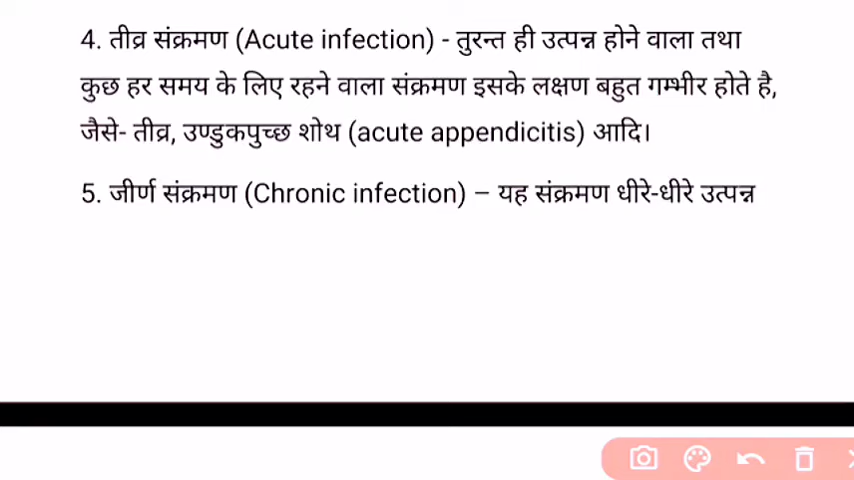 4. तीव्र संक्रमण (Acute infection) - तुरन्त ही उत्पन्न होने वाला तथा
कुछ हर समय के लिए रहने वाला संक्रमण इसके लक्षण बहुत गम्भीर होते है,
जैसे- तीव्र, उण्डुकपुच्छ शोथ (acute appendicitis) आदि।
5. जीर्ण संक्रमण (Chronic infection) – यह संक्रमण धीरे-धीरे उत्पन्न